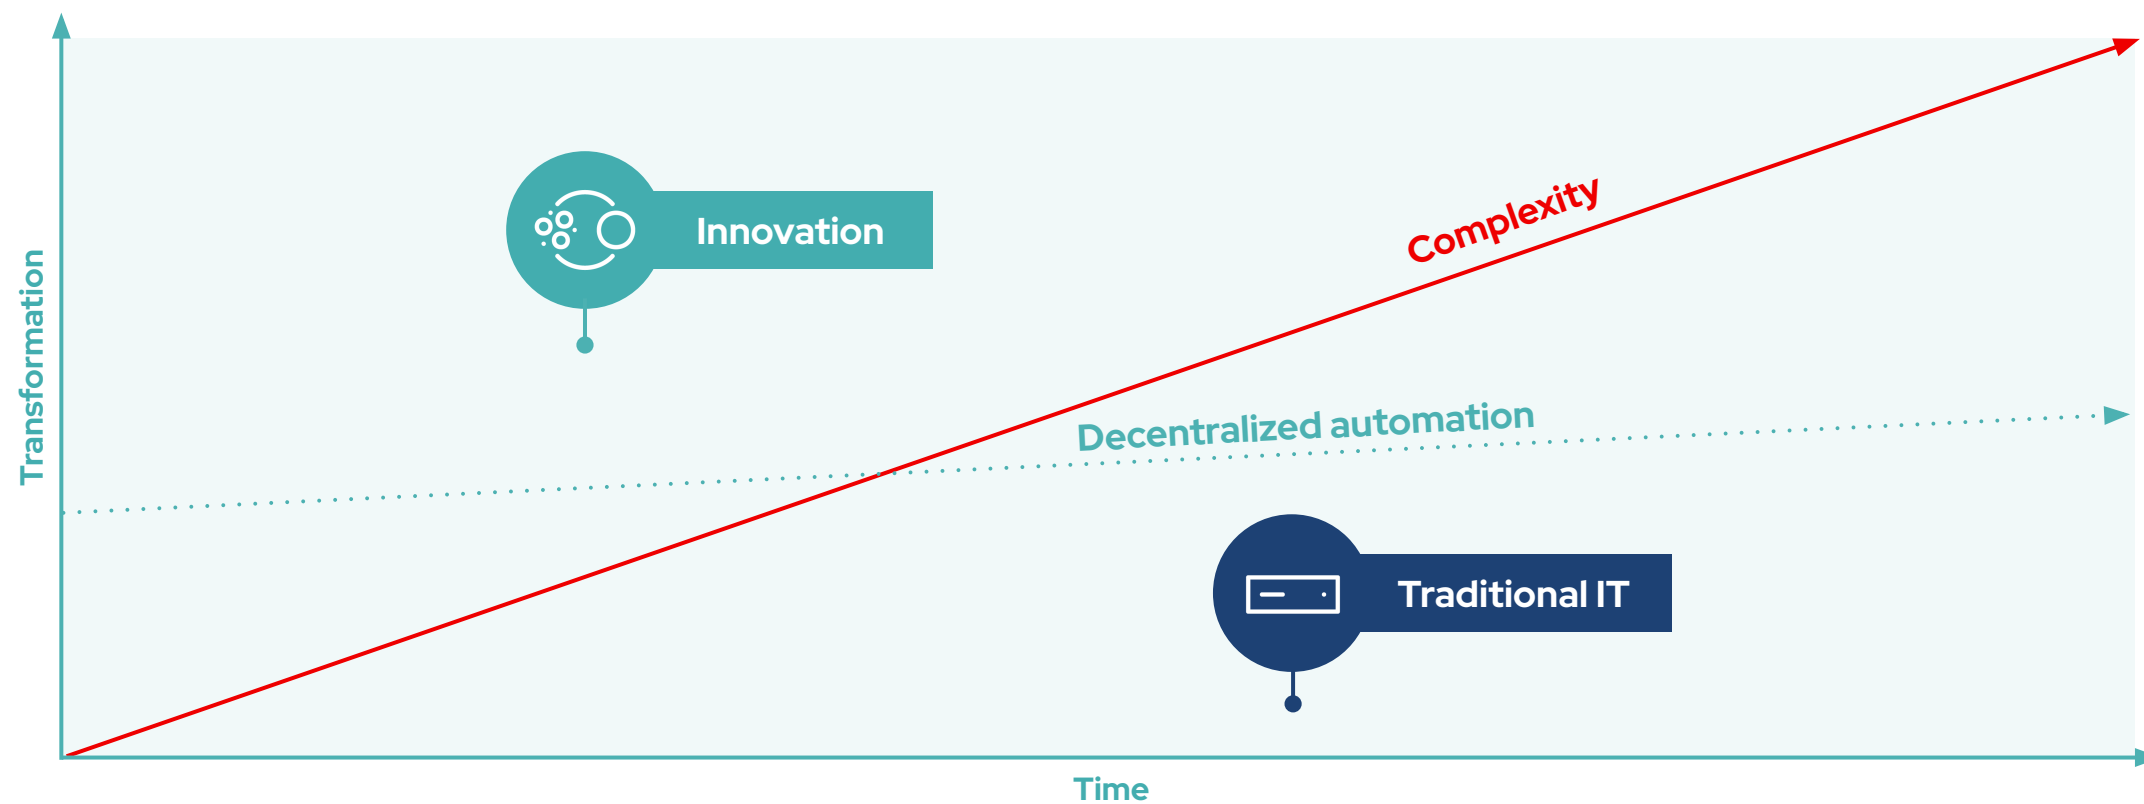 Transformation
Innovation
Complexity
Decentralized automation
Traditional IT
Time